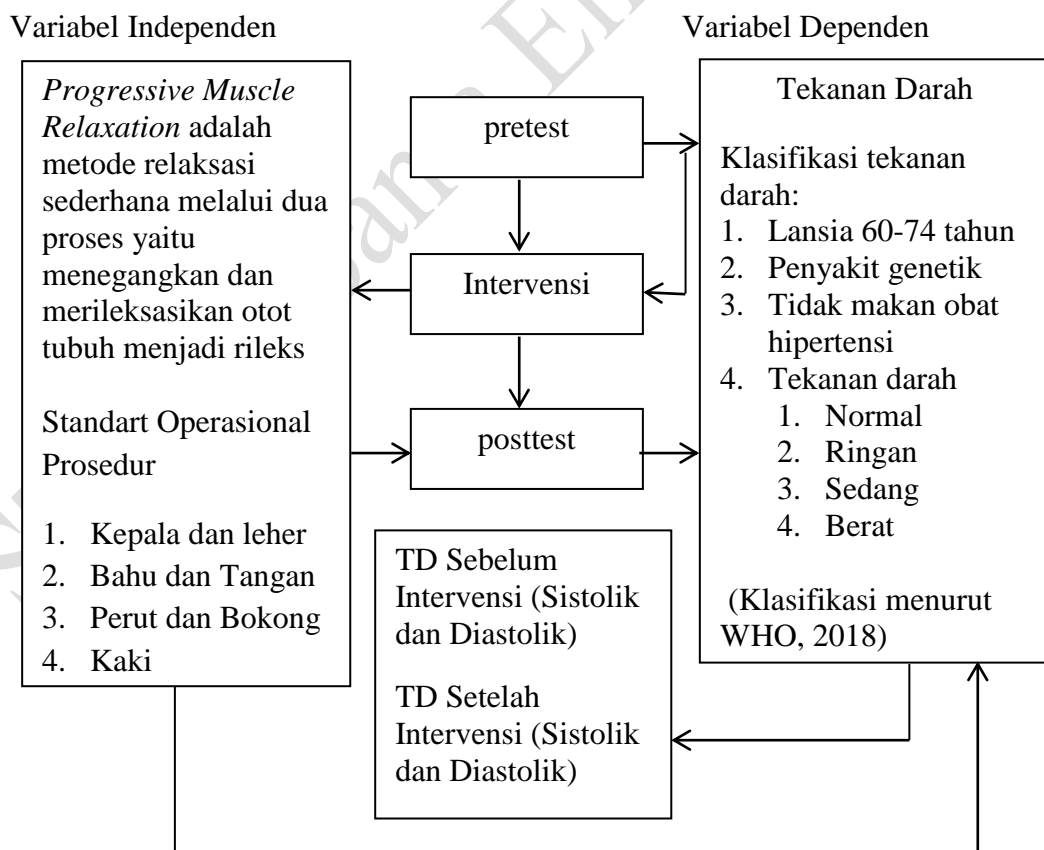 Variabel Independen
Variabel Dependen
Progressive Muscle
Relaxation adalah
metode relaksasi
sederhana melalui dua
proses yaitu
menegangkan dan
merileksasikan otot
tubuh menjadi rileks
Standart Operasional
Prosedur
1. Kepala dan leher
2. Bahu dan Tangan
3. Perut dan Bokong
4. Kaki
pretest
Intervensi
posttest
TD Sebelum
Intervensi (Sistolik
dan Diastolik)
TD Setelah
Intervensi (Sistolik
dan Diastolik)
Tekanan Darah
Klasifikasi tekanan
darah:
1. Lansia 60-74 tahun
2. Penyakit genetik
3. Tidak makan obat
hipertensi
4. Tekanan darah
1. Normal
2. Ringan
3. Sedang
4. Berat
(Klasifikasi menurut
WHO, 2018)